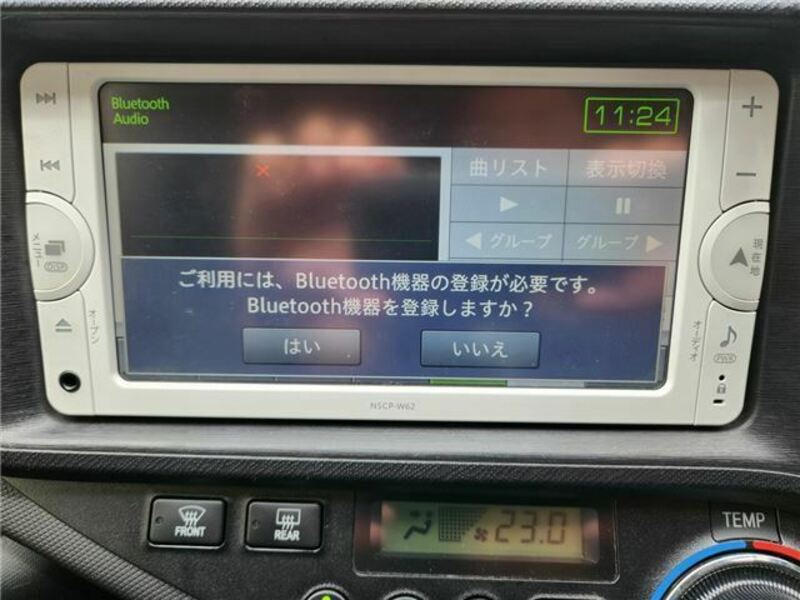 Bluetooth
Audio
11:24
曲リスト
表示切換
グループ
グループ
ご利用には、Bluetooth機器の登録が必要です。
Bluetooth機器を登録しますか？
はい
いいえ
メニュー
DISP
オープン
現在地
オーディオ
PWR
NSCP-W62
FRONT
REAR
23.0
TEMP